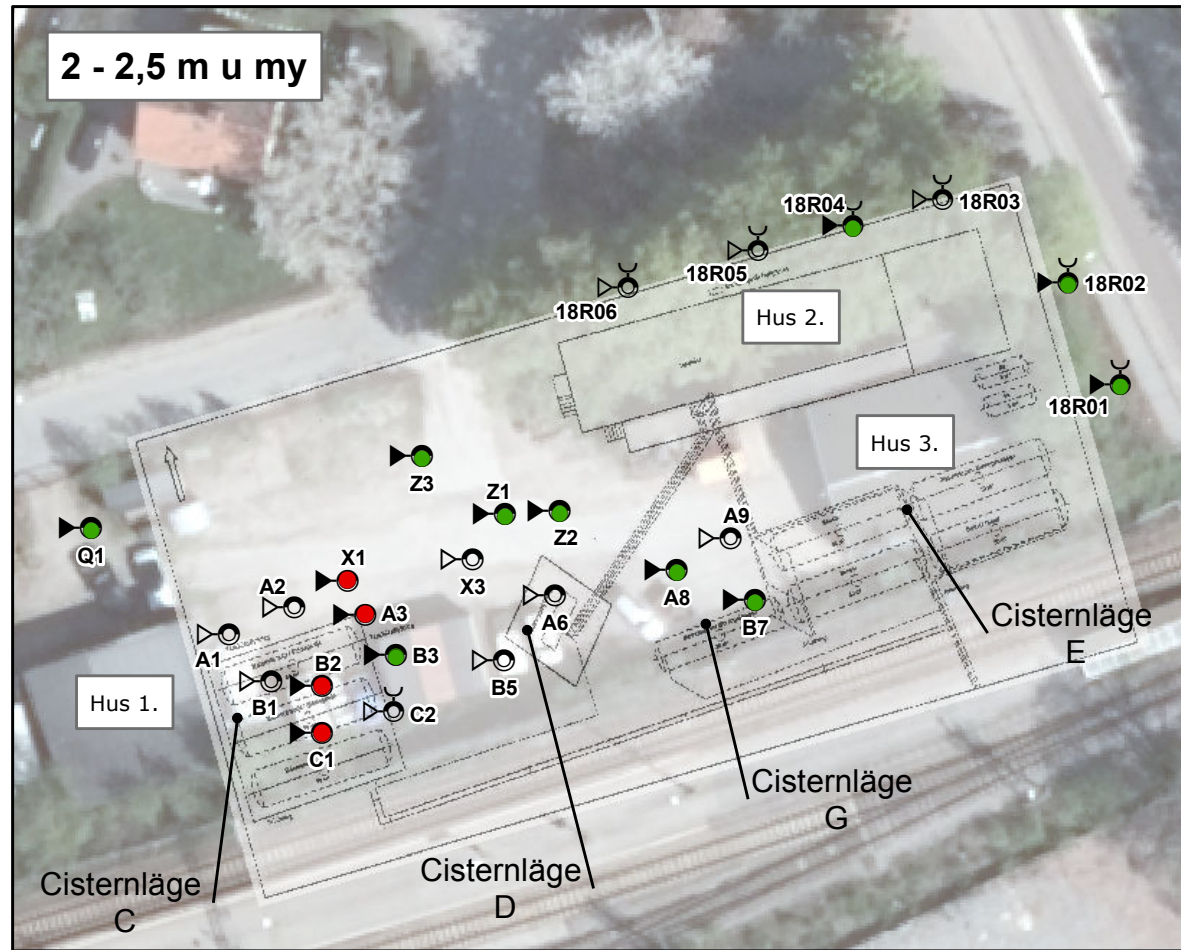 2 - 2,5 m u my
18R04
18R03
18R05
18R02
18R06
Hus 2.
18R01
Hus 3.
Z3
Z1
Z2
Q1
A9
X1
X3
A2
A8
A3
A6
B7
Cisternläge
E
A1
B3
B5
B2
B1
Hus 1.
C2
C1
Cisternläge
G
Cisternläge
C
Cisternläge
D